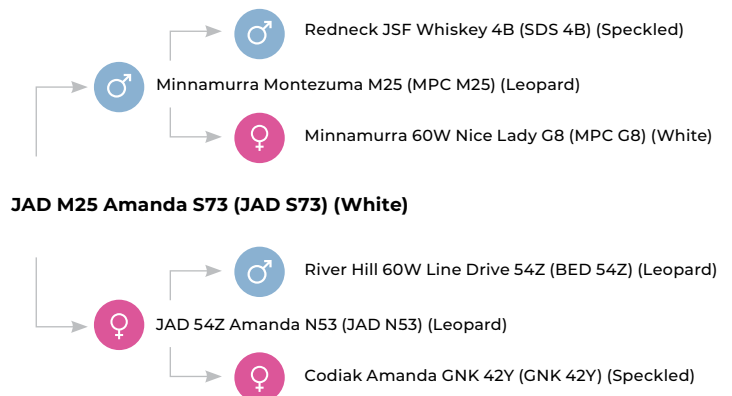 Redneck JSF Whiskey 4B (SDS 4B) (Speckled)
Minnamurra Montezuma M25 (MPC M25) (Leopard)
Minnamurra 60W Nice Lady G8 (MPC G8) (White)
JAD M25 Amanda S73 (JAD S73) (White)
River Hill 60W Line Drive 54Z (BED 54Z) (Leopard)
JAD 54Z Amanda N53 (JAD N53) (Leopard)
Codiak Amanda GNK 42Y (GNK 42Y) (Speckled)